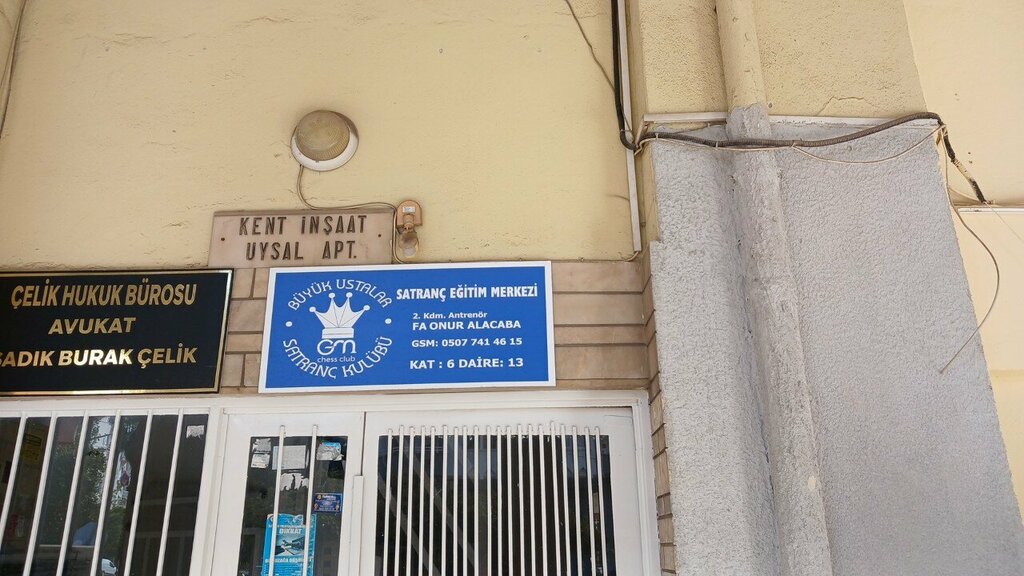 KENT İNŞAAT
UYSAL APT.
ÇELİK HUKUK BÜROSU
AVUKAT
SADIK BURAK ÇELİK
BÜYÜK USTALAR
GM
chess club
SATRANÇ KULÜBÜ
SATRANÇ EĞİTİM MERKEZİ
2. Kdm. Antrenör
FA ONUR ALACABA
GSM: 0507 741 46 15
KAT : 6 DAİRE: 13
DİKKAT